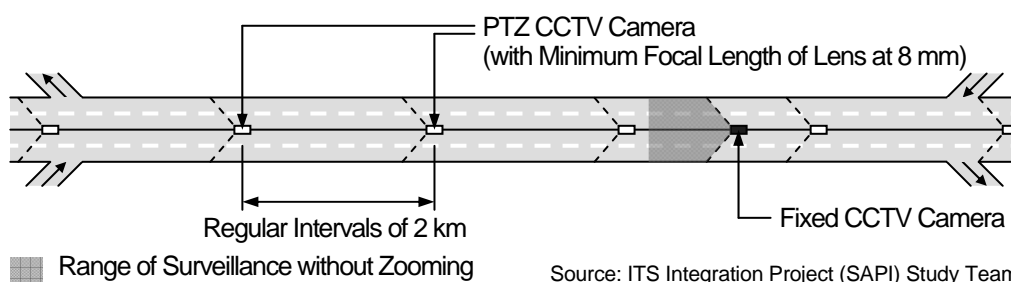 PTZ CCTV Camera
(with Minimum Focal Length of Lens at 8 mm)
Regular Intervals of 2 km
Fixed CCTV Camera
Range of Surveillance without Zooming
Source: ITS Integration Project (SAPI) Study Team